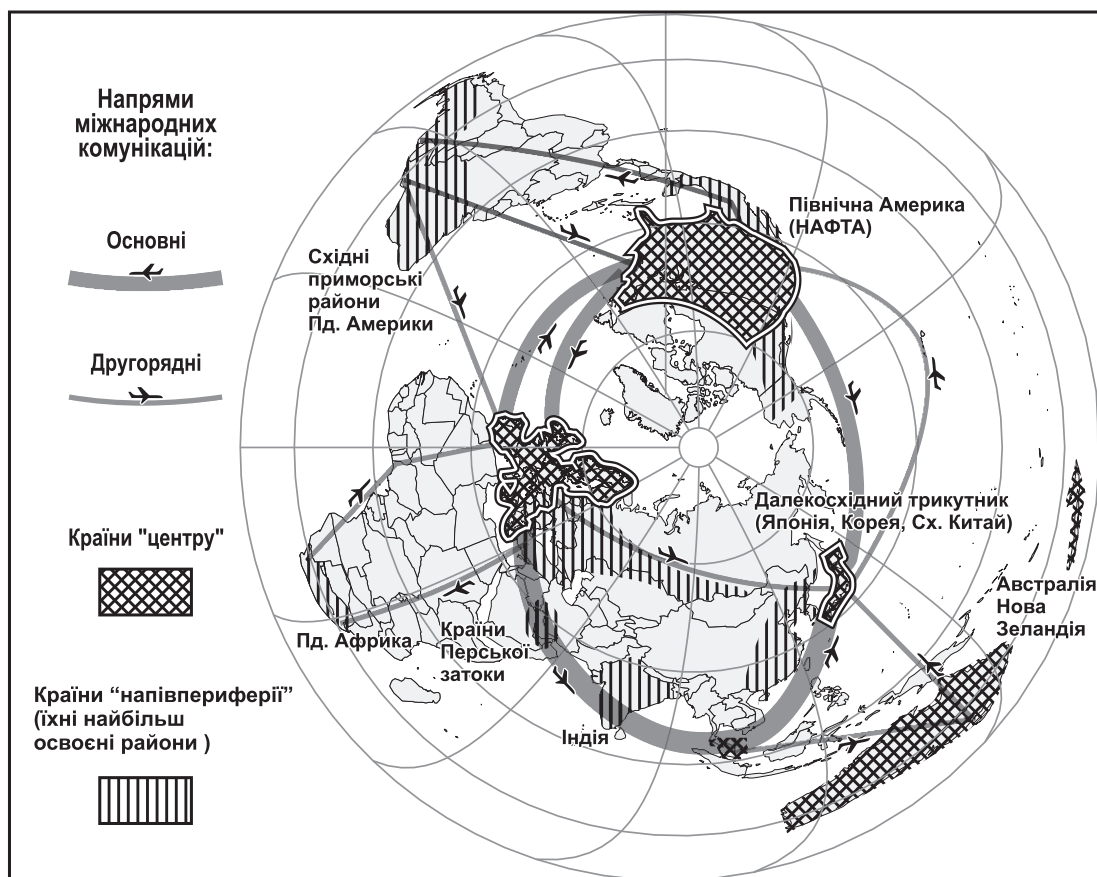 Напрями
міжнародних
комунікацій:
Основні
Другорядні
Країни "центру"
Країни “напівпериферії”
(їхні найбільш
освоєні райони )
Північна Америка
(НАФТА)
Східні
приморські
райони
Пд. Америки
Далекосхідний трикутник
(Японія, Корея, Сх. Китай)
Австралія
Нова
Зеландія
Пд. Африка
Країни
Перської
затоки
Індія